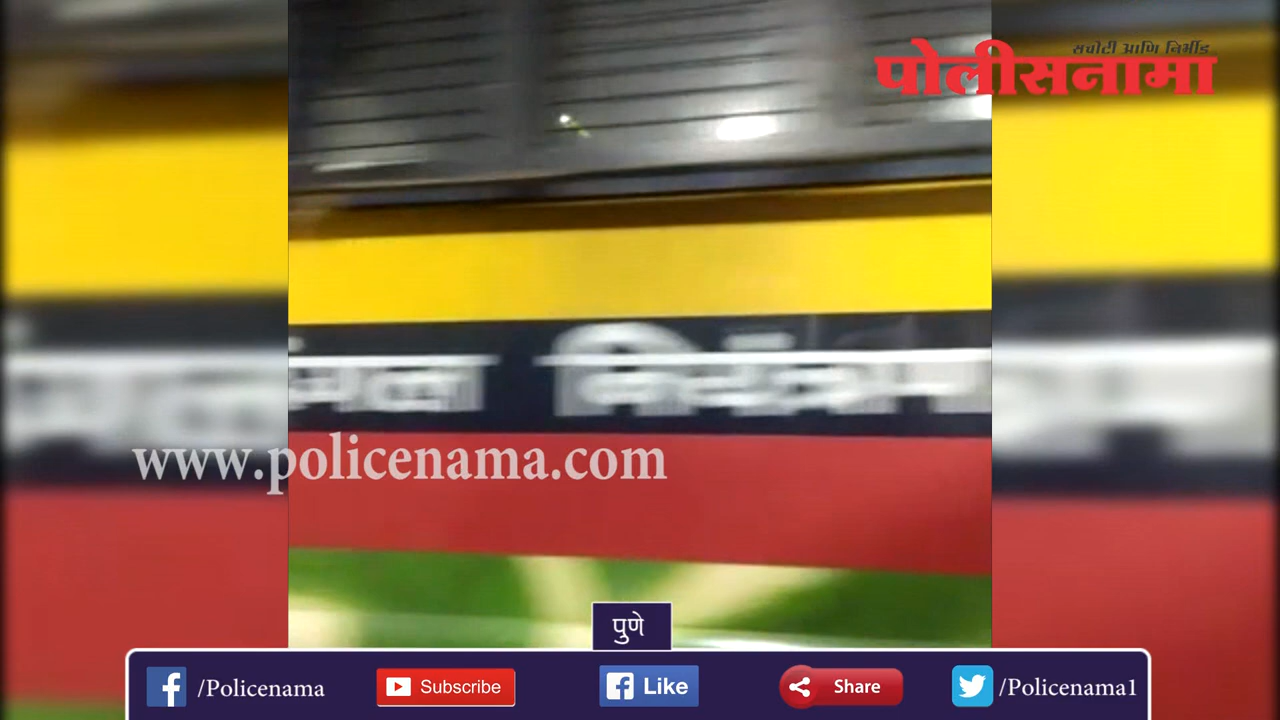 सचोटी आणि निर्भीड
पोलीसनामा
www.policenama.com
पुणे
/Policenama
Subscribe
Like
Share
/Policenama1